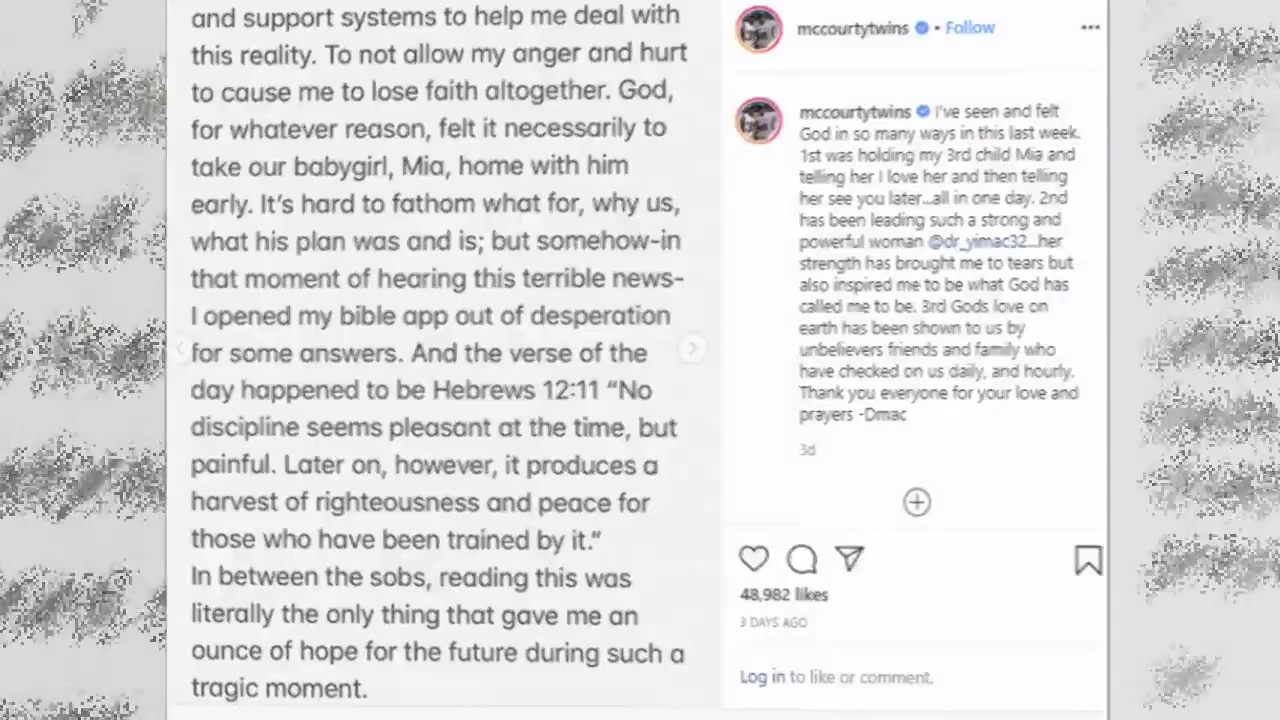 and support systems to help me deal with
this reality. To not allow my anger and hurt
to cause me to lose faith altogether. God,
for whatever reason, felt it necessarily to
take our babygirl, Mia, home with him
early. It's hard to fathom what for, why us,
what his plan was and is; but somehow-in
that moment of hearing this terrible news-
I opened my bible app out of desperation
for some answers. And the verse of the
day happened to be Hebrews 12:11 “No
discipline seems pleasant at the time, but
painful. Later on, however, it produces a
harvest of righteousness and peace for
those who have been trained by it.”
In between the sobs, reading this was
literally the only thing that gave me an
ounce of hope for the future during such a
tragic moment.
mccourtytwins • Follow
mccourtytwins I've seen and felt
God in so many ways in this last week.
1st was holding my 3rd child Mia and
telling her I love her and then telling
her see you later...all in one day. 2nd
has been leading such a strong and
powerful woman @dr_yimac32...her
strength has brought me to tears but
also inspired me to be what God has
called me to be. 3rd Gods love on
earth has been shown to us by
unbelievers friends and family who
have checked on us daily, and hourly.
Thank you everyone for your love and
prayers -Dmac
3d
48,982 likes
3 DAYS AGO
Log in to like or comment.